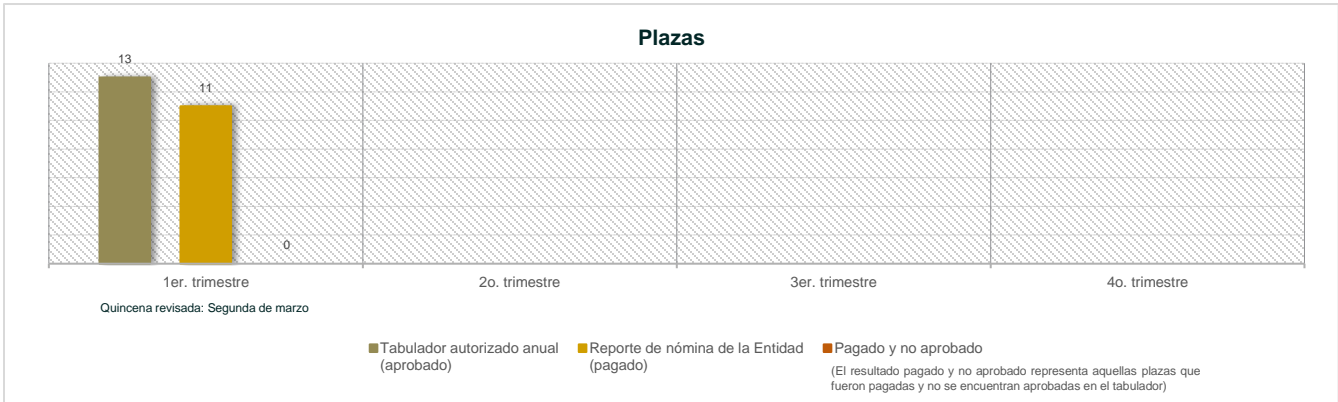 Plazas
13
11
0
1er. trimestre
2o. trimestre
3er. trimestre
4o. trimestre
Quincena revisada: Segunda de marzo
Tabulador autorizado anual
(aprobado)
Reporte de nómina de la Entidad
(pagado)
Pagado y no aprobado
(El resultado pagado y no aprobado representa aquellas plazas que
fueron pagadas y no se encuentran aprobadas en el tabulador)